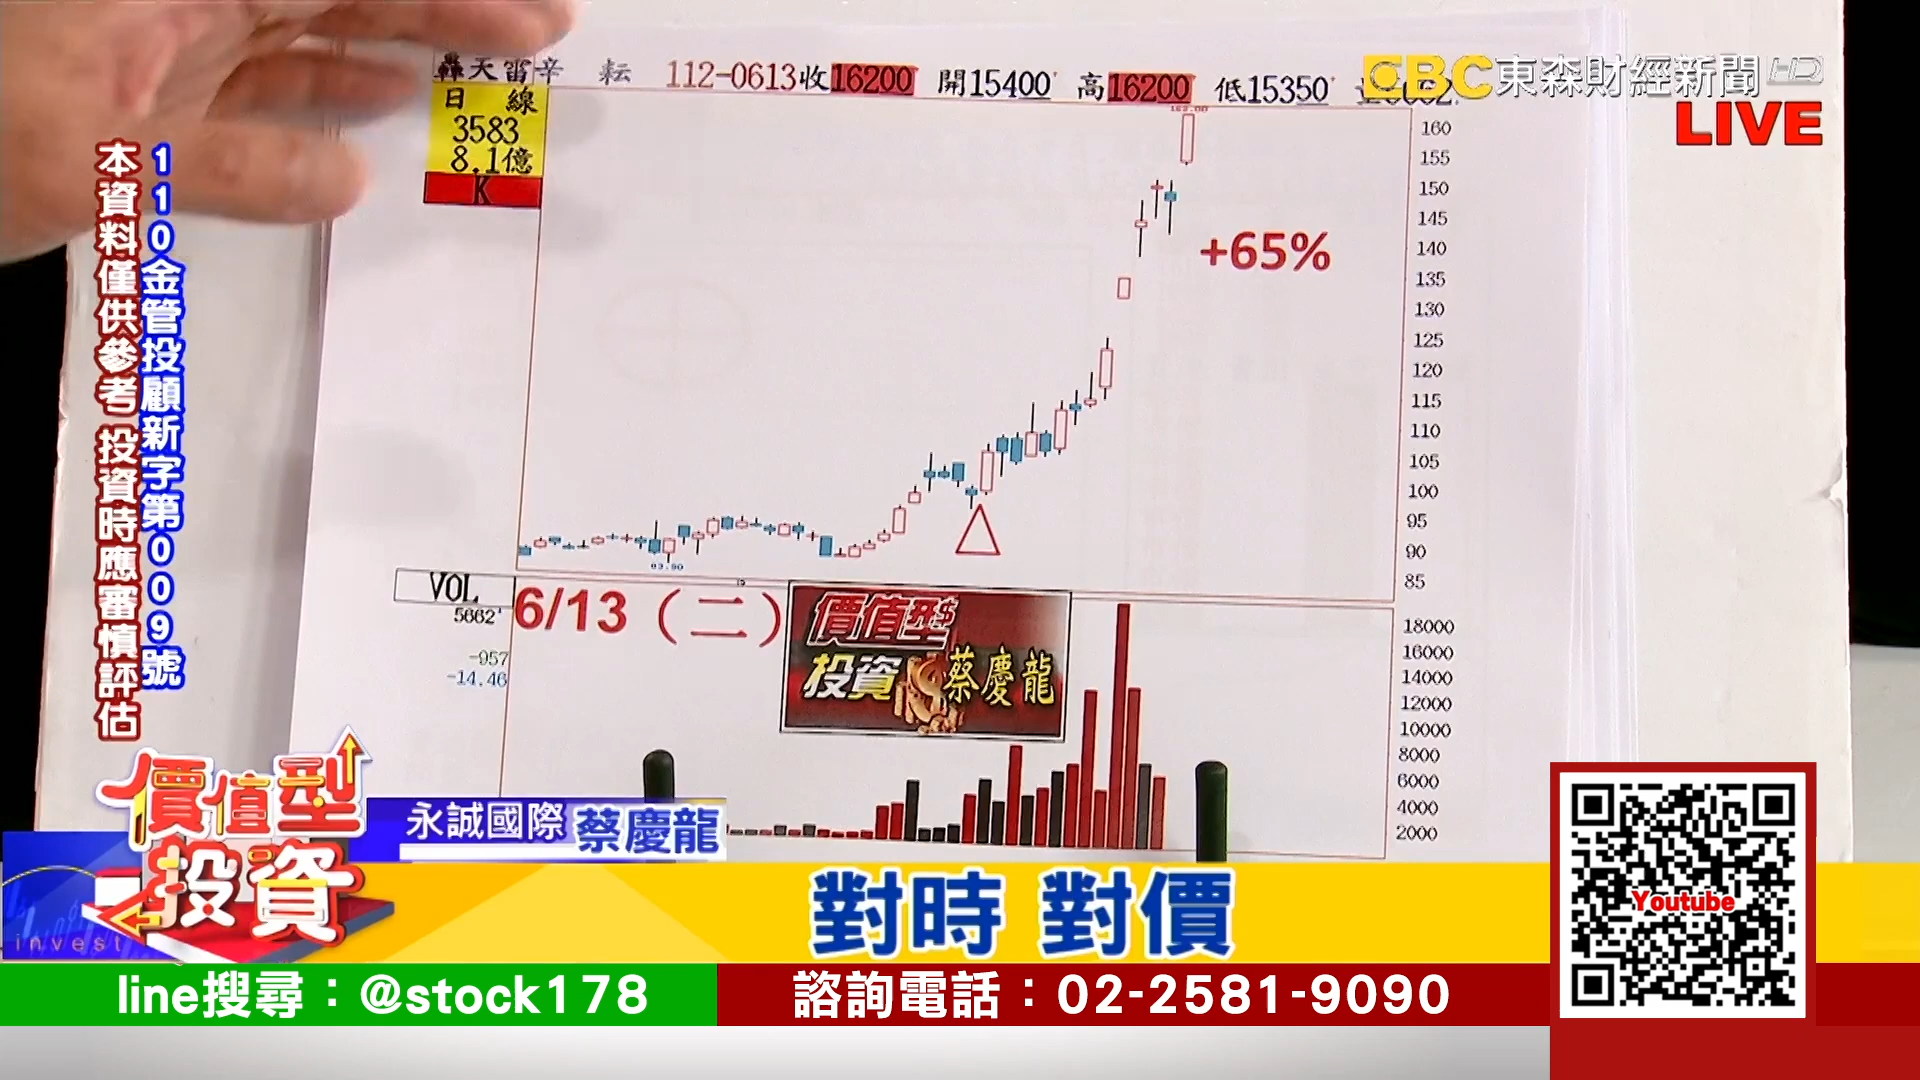 轟天雷辛 耘 112-0613收16200 開15400 高16200 低15350
日 線
3583
8.1億
K
EBC東森財經新聞HD
LIVE
110金管投顧新字第009號
本資料僅供參考 投資時應審慎評估
160
155
150
145
140
135
130
125
120
115
110
105
100
95
90
85
+65%
VOL
5662
-957
-14.46
6/13(二)
價值型
投資 蔡慶龍
18000
16000
14000
12000
10000
8000
6000
4000
2000
價值型
投資
invest
永誠國際 蔡慶龍
對時 對價
Youtube
line搜尋:@stock178
諮詢電話:02-2581-9090